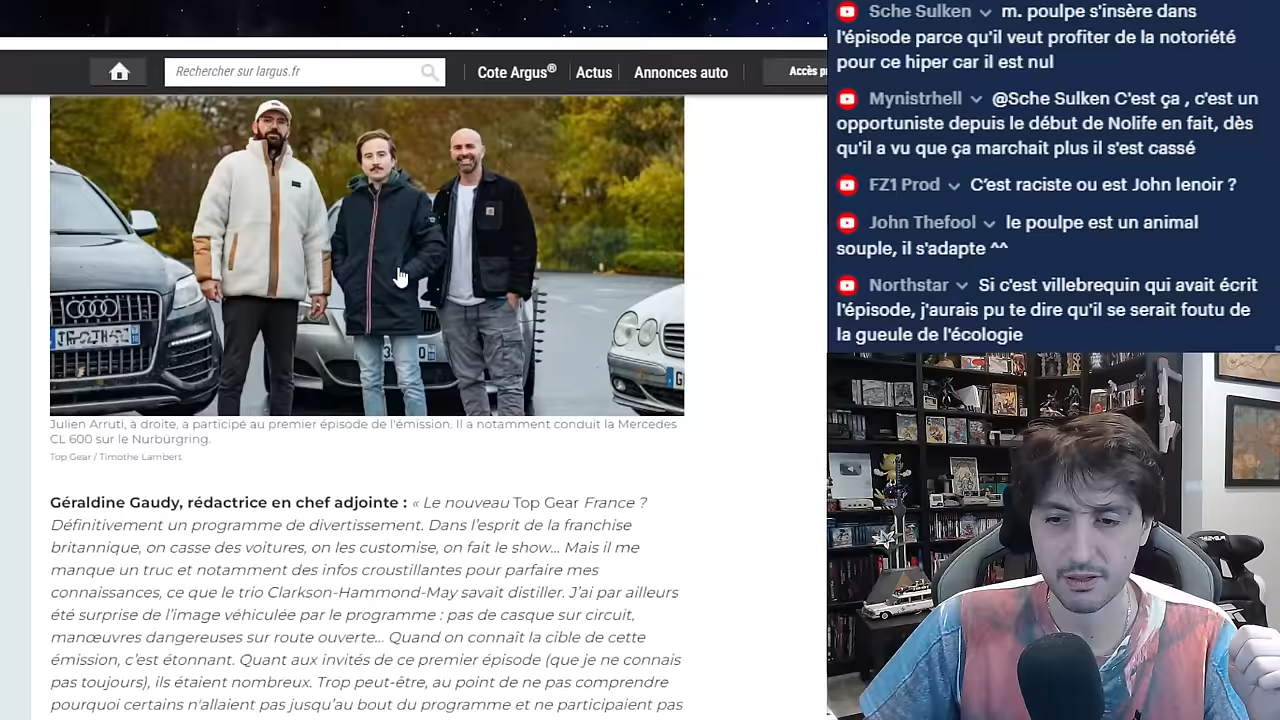 Rechercher sur largus.fr
Cote Argus®
Actus
Annonces auto
Accès pr
Julien Arruti, à droite, a participé au premier épisode de l'émission. Il a notamment conduit la Mercedes
CL 600 sur le Nurburgring.
Top Gear / Timothe Lambert
Géraldine Gaudy, rédactrice en chef adjointe : « Le nouveau Top Gear France ?
Définitivement un programme de divertissement. Dans l'esprit de la franchise
britannique, on casse des voitures, on les customise, on fait le show... Mais il me
manque un truc et notamment des infos croustillantes pour parfaire mes
connaissances, ce que le trio Clarkson-Hammond-May savait distiller. J'ai par ailleurs
été surprise de l'image véhiculée par le programme : pas de casque sur circuit,
manœuvres dangereuses sur route ouverte... Quand on connaît la cible de cette
émission, c'est étonnant. Quant aux invités de ce premier épisode (que je ne connais
pas toujours), ils étaient nombreux. Trop peut-être, au point de ne pas comprendre
pourquoi certains n'allaient pas jusqu'au bout du programme et ne participaient pas
Sche Sulken m. poulpe s'insère dans
l'épisode parce qu'il veut profiter de la notoriété
pour ce hiper car il est nul
Mynistrhell @Sche Sulken C'est ça , c'est un
opportuniste depuis le début de Nolife en fait, dès
qu'il a vu que ça marchait plus il s'est cassé
FZ1 Prod C'est raciste ou est John lenoir ?
John Thefool le poulpe est un animal
souple, il s'adapte ^^
Northstar Si c'est villebrequin qui avait écrit
l'épisode, j'aurais pu te dire qu'il se serait foutu de
la gueule de l'écologie